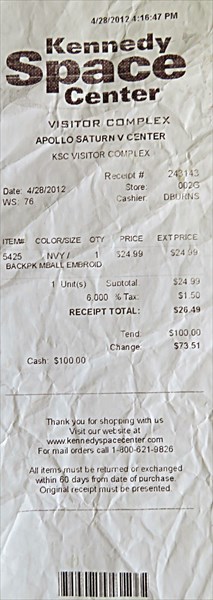 4/28/2012 4:16:47 PM
Kennedy
Space
Center
VISITOR COMPLEX
APOLLO SATURN V CENTER
KSC VISITOR COMPLEX
Receipt # 243143
Date: 4/28/2012 Store: 002G
WS: 76 Cashier: DBURNS
ITEM# COLOR/SIZE QTY PRICE EXT PRICE
5425 / NVY / 1 $24.99 $24.99
BACKPK MBALL EMBROID
1 Unit(s) Subtotal: $24.99
6.000 % Tax: $1.50
RECEIPT TOTAL: $26.49
Tend: $100.00
Change: $73.51
Cash: $100.00
Thank you for shopping with us
Visit our website at
www.kennedyspacecenter.com
For mail orders call 1-800-621-9826
All items must be returned or exchanged
within 60 days from date of purchase.
Original receipt must be presented.